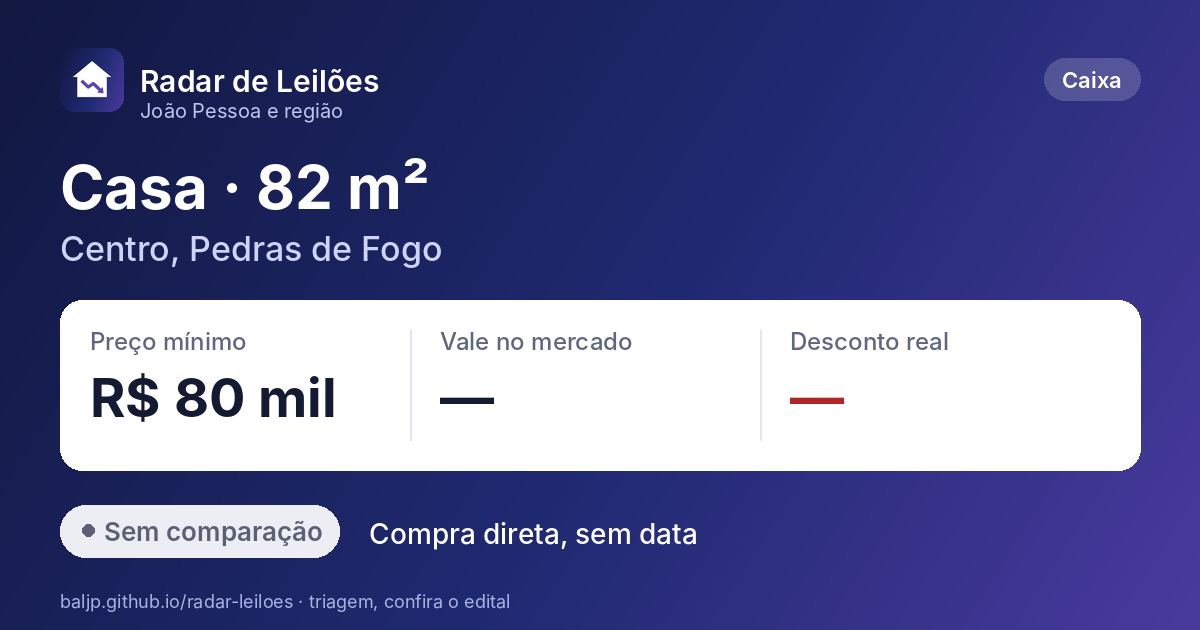 Radar de Leilões
João Pessoa e região
Caixa
Casa · 82 m²
Centro, Pedras de Fogo
Preço mínimo
R$ 80 mil
Vale no mercado
—
Desconto real
—
Sem comparação
Compra direta, sem data
baljp.github.io/radar-leiloes · triagem, confira o edital